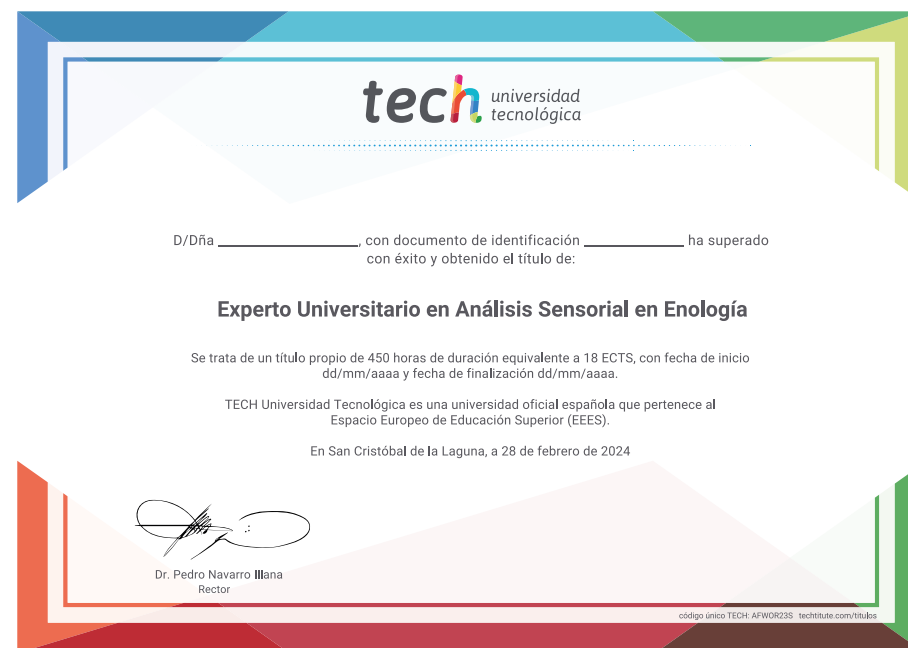 tech universidad
tecnológica
D/Dña ____________________, con documento de identificación ______________ ha superado
con éxito y obtenido el título de:
Experto Universitario en Análisis Sensorial en Enología
Se trata de un título propio de 450 horas de duración equivalente a 18 ECTS, con fecha de inicio
dd/mm/aaaa y fecha de finalización dd/mm/aaaa.
TECH Universidad Tecnológica es una universidad oficial española que pertenece al
Espacio Europeo de Educación Superior (EEES).
En San Cristóbal de la Laguna, a 28 de febrero de 2024
Dr. Pedro Navarro Illana
Rector
código único TECH: AFWOR23S techtitute.com/titulos